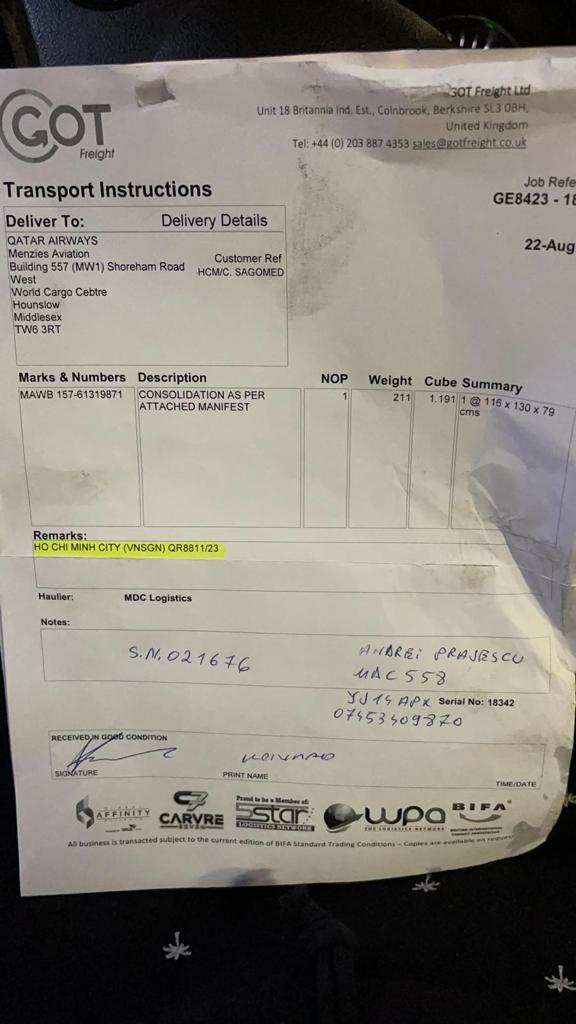 GOT
Freight
GOT Freight Ltd
Unit 18 Britannia Ind. Est., Colnbrook, Berkshire SL3 0BH,
United Kingdom
Tel: +44 (0) 203 887 4353 sales@gotfreight.co.uk
Transport Instructions
Job Refe
GE8423 - 18
22-Aug
Deliver To: Delivery Details
QATAR AIRWAYS
Menzies Aviation
Building 557 (MW1) Shoreham Road
West
World Cargo Cebtre
Hounslow
Middlesex
TW6 3RT
Customer Ref
HCM/C. SAGOMED
Marks & Numbers Description NOP Weight Cube Summary
MAWB 157-61319871 CONSOLIDATION AS PER 1 211 1.191 1 @ 116 x 130 x 79
ATTACHED MANIFEST cms
Remarks:
HO CHI MINH CITY (VNSGN) QR8811/23
Haulier: MDC Logistics
Notes:
S.N.021676
ANDREI PRAJESCU
MAC 558
YJ14 APX Serial No: 18342
07453409870
RECEIVED IN GOOD CONDITION
SIGNATURE
PRINT NAME
TIME/DATE
AFFINITY
CARVRE
SEVEN
Proud to be a Member of:
5star
LOGISTICS NETWORK
wpa
THE LOGISTICS NETWORK
BIFA
All business is transacted subject to the current edition of BIFA Standard Trading Conditions – Copies are available on request